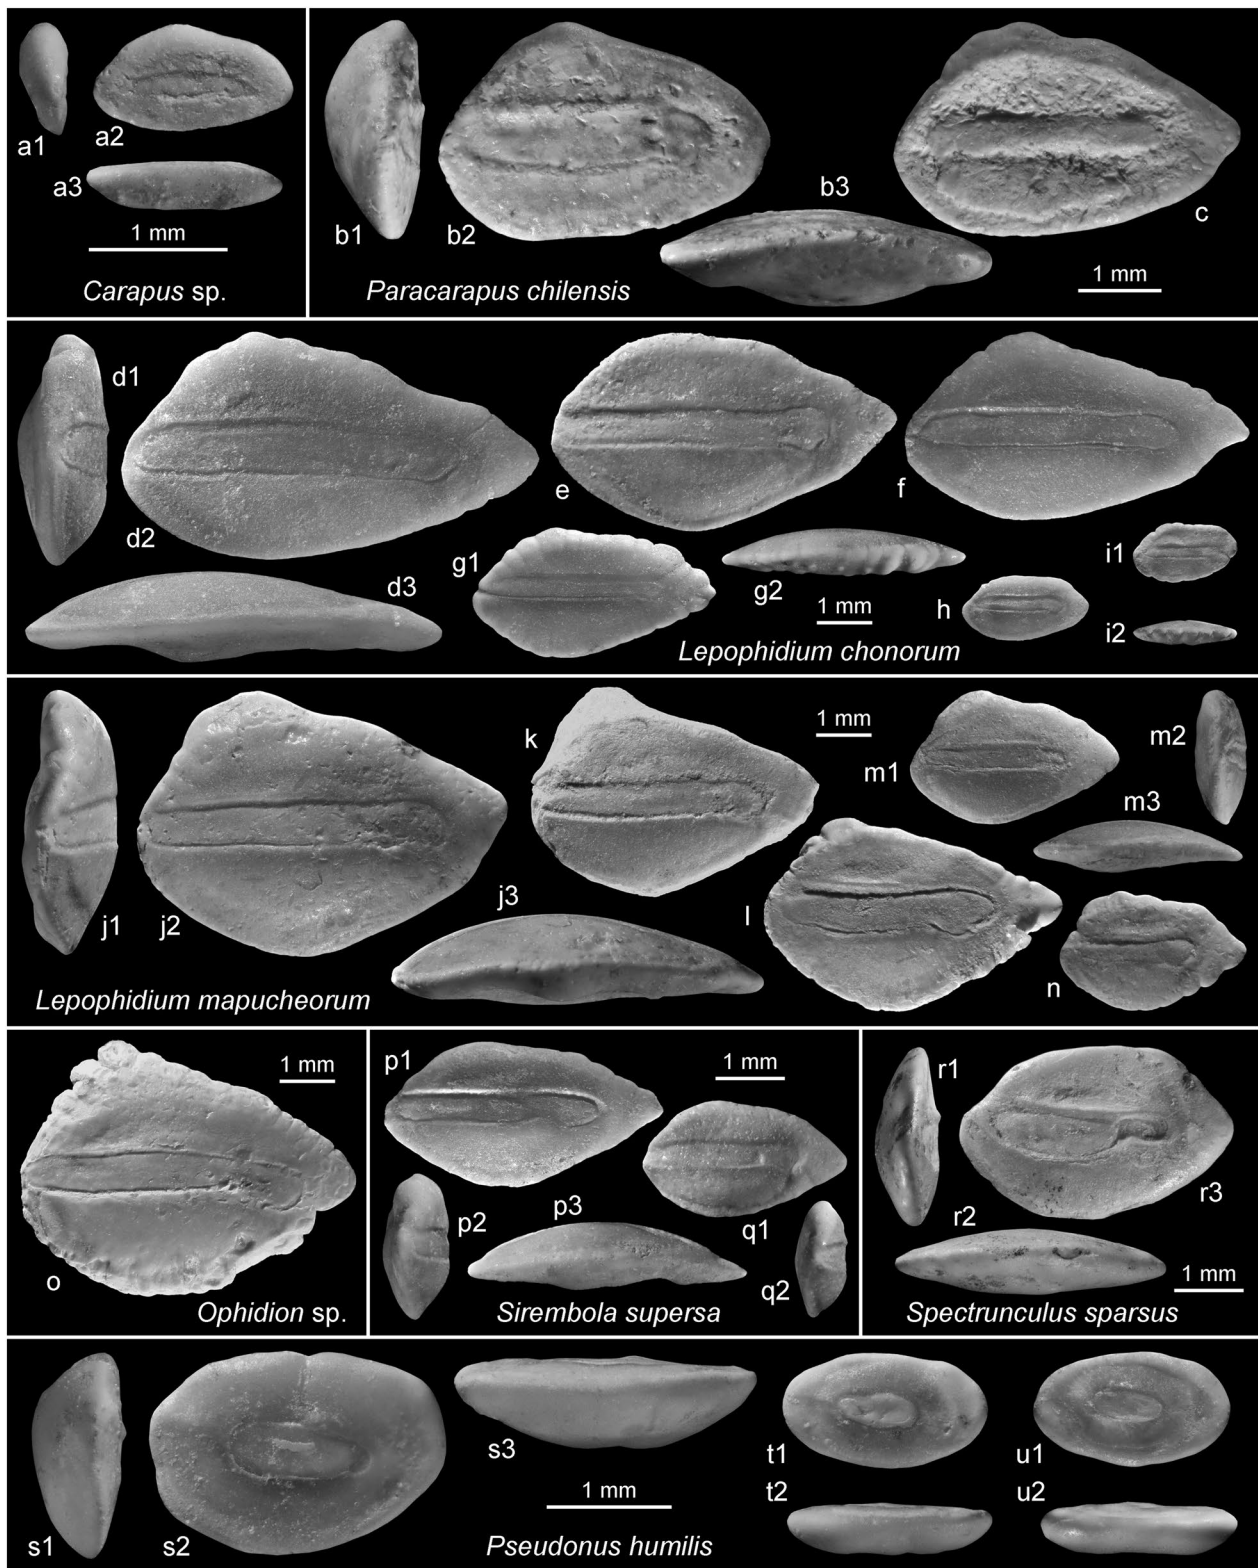 a1
a2
a3
1 mm
Carapus sp.
b1
b2
b3
c
1 mm
Paracarapus chilensis
d1
d2
d3
e
f
g1
g2
1 mm
h
i1
i2
Lepophidium chonorum
j1
j2
j3
k
1 mm
l
m1
m2
m3
n
Lepophidium mapucheorum
o
1 mm
Ophidion sp.
p1
p2
p3
1 mm
q1
q2
Sirembola supersa
r1
r2
r3
1 mm
Spectrunculus sparsus
s1
s2
s3
1 mm
t1
t2
u1
u2
Pseudonus humilis